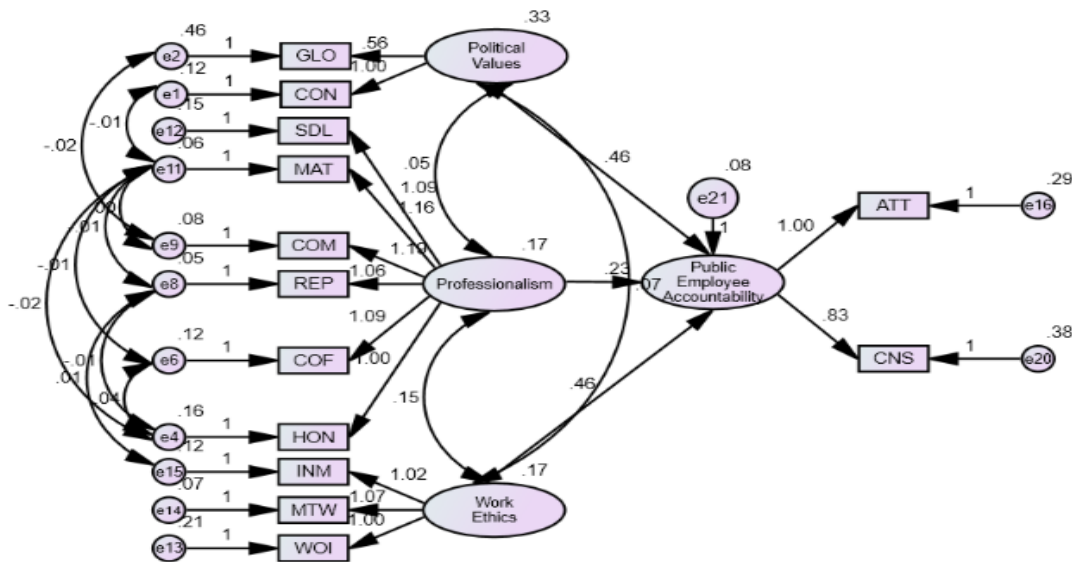 .33
.46
e2
1
GLO
.56
Political
Values
.12
e1
1
CON
1.00
.15
e12
1
SDL
-.01
-.02
.06
e11
1
MAT
.05
1.09
1.16
.46
.08
e21
1
.29
ATT
1
e16
1.00
.01
.08
e9
1
COM
1.10
.17
-.01
.05
e8
1
REP
1.06
Professionalism
.23
.07
Public
Employee
Accountability
-.02
.12
1.09
.83
.38
e6
1
COF
1.00
CNS
1
e20
-.01
.01
.04
.16
.15
.46
e4
1
HON
.12
e15
1
INM
1.02
.17
.07
e14
1
MTW
1.07
Work
Ethics
.21
1.00
e13
1
WOI